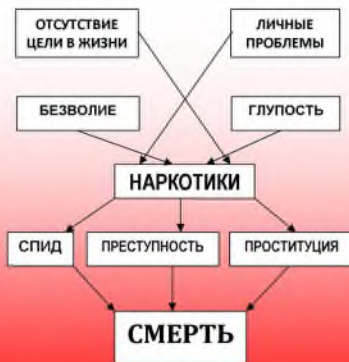 ОТСУТСТВИЕ
ЦЕЛИ В ЖИЗНИ
ЛИЧНЫЕ
ПРОБЛЕМЫ
БЕЗВОЛИЕ
ГЛУПОСТЬ
НАРКОТИКИ
СПИД
ПРЕСТУПНОСТЬ
ПРОСТИТУЦИЯ
СМЕРТЬ